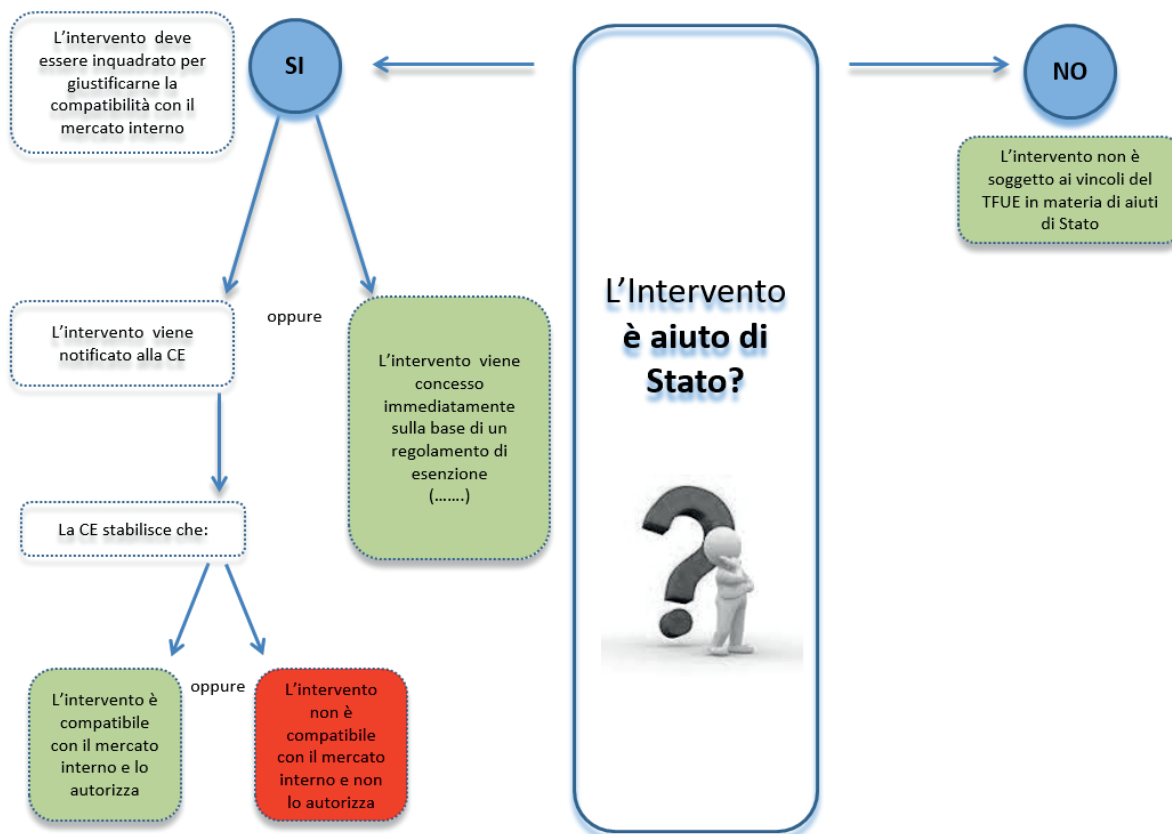 L'intervento deve
essere inquadrato per
giustificarne la
compatibilità con il
mercato interno
SI
NO
L'intervento non è
soggetto ai vincoli del
TFUE in materia di aiuti
di Stato
L'Intervento
è aiuto di
Stato?
L'intervento viene
notificato alla CE
oppure
L'intervento viene
concesso
immediatamente
sulla base di un
regolamento di
esenzione
(…….)
La CE stabilisce che:
L'intervento è
compatibile
con il mercato
interno e lo
autorizza
oppure
L'intervento
non è
compatibile
con il mercato
interno e non
lo autorizza